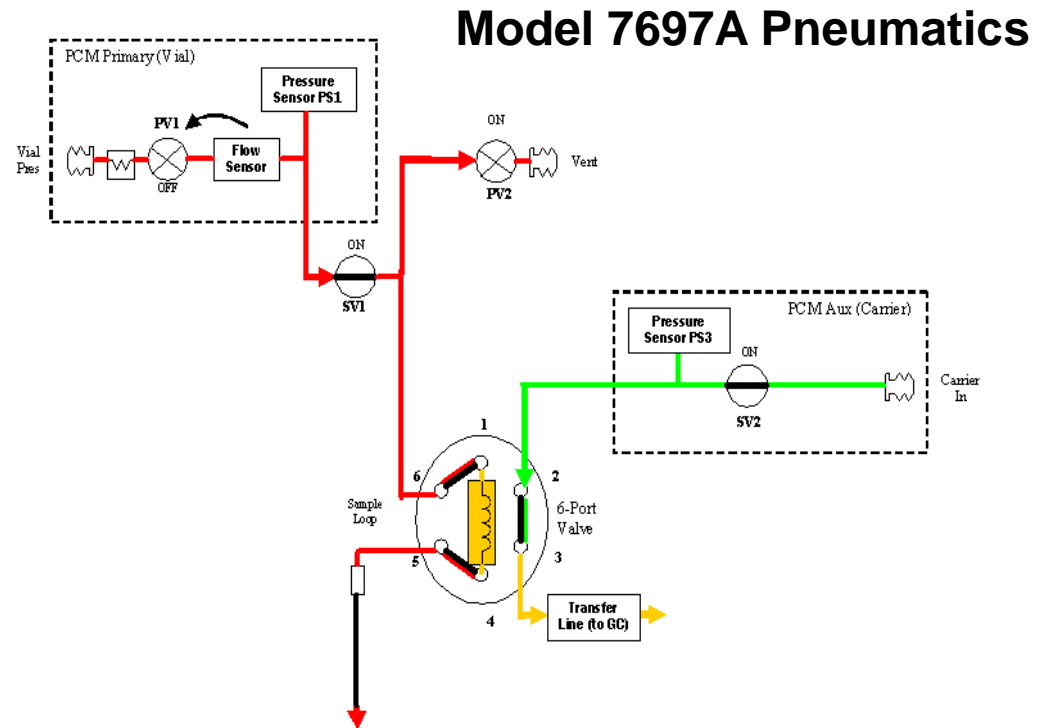 Model 7697A Pneumatics
PCM Primary (Vial)
Pressure
Sensor PS1
PV1
Flow
Sensor
OFF
Vial
Pres
ON
PV2
Vent
ON
SV1
PCM Aux (Carrier)
Pressure
Sensor PS3
ON
SV2
Carrier
In
1
6
2
Sample
Loop
6-Port
Valve
5
3
4
Transfer
Line (to GC)